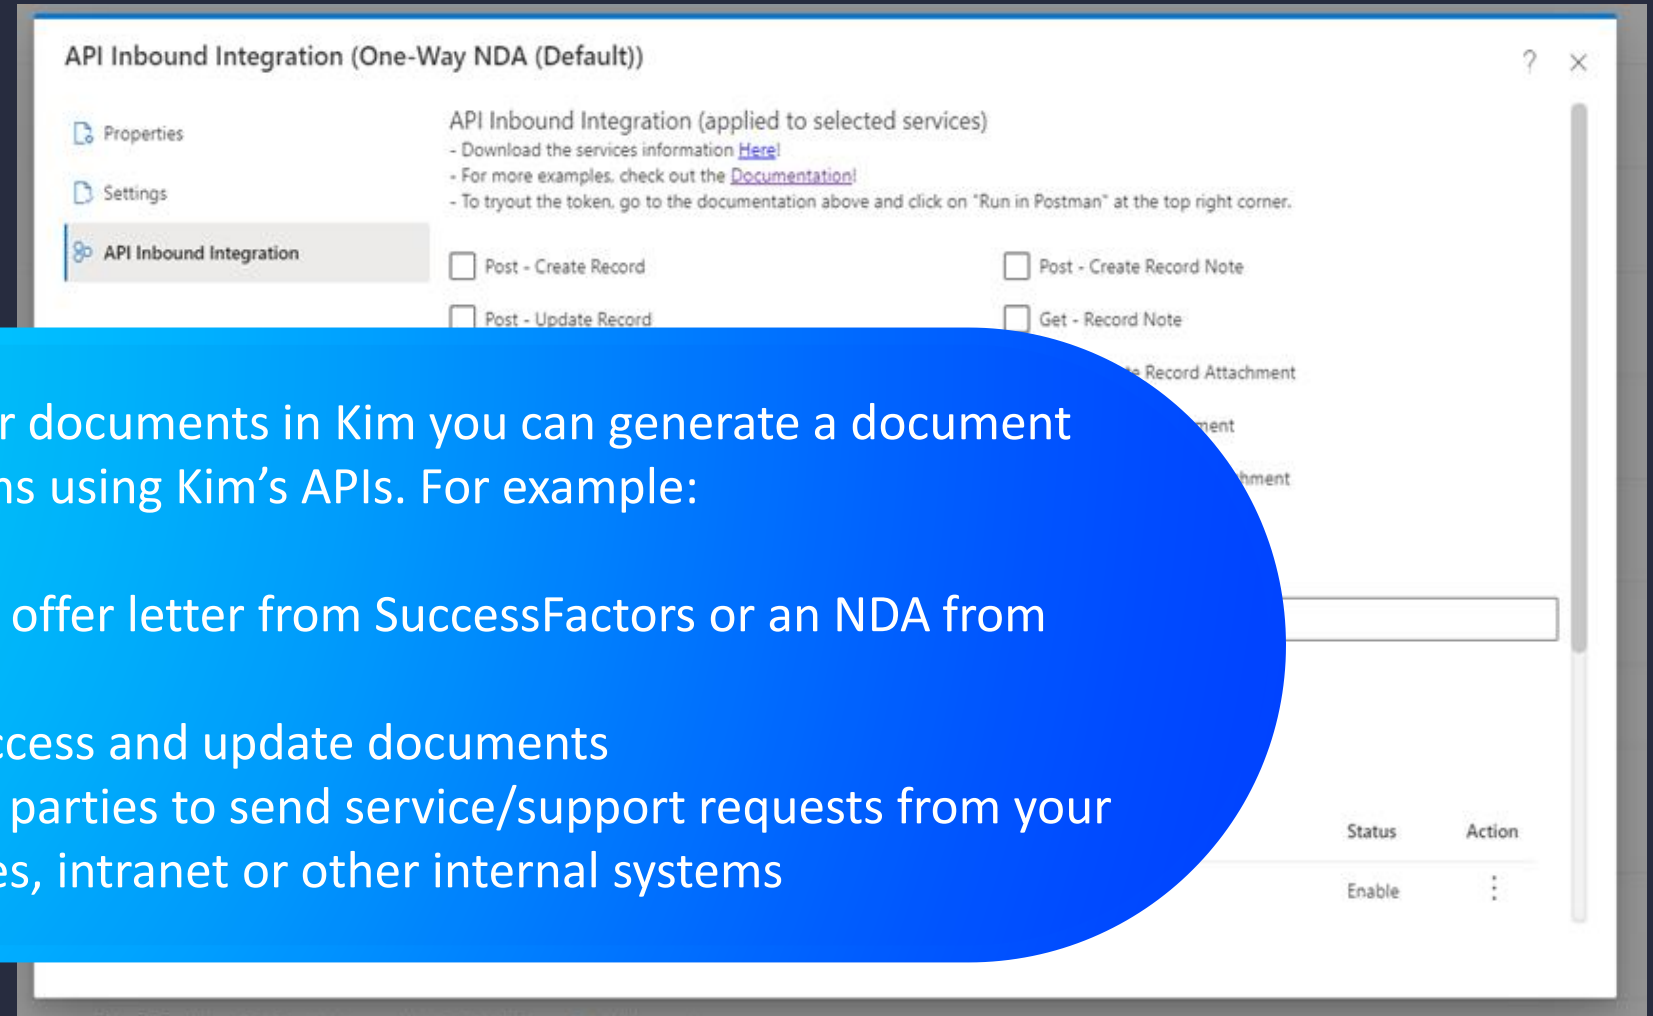 API Inbound Integration (One-Way NDA (Default))
?
Properties
Settings
API Inbound Integration
API Inbound Integration (applied to selected services)
- Download the services information Here!
- For more examples, check out the Documentation!
- To tryout the token, go to the documentation above and click on "Run in Postman" at the top right corner.
Post - Create Record
Post - Create Record Note
Post - Update Record
Get - Record Note
Record Attachment
documents in Kim you can generate a document
using Kim's APIs. For example:
offer letter from SuccessFactors or an NDA from
and update documents
parties to send service/support requests from your
intranet or other internal systems
Status
Action
Enable